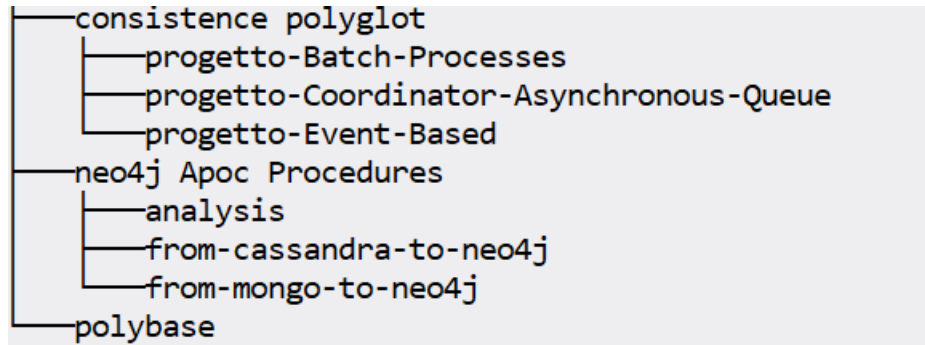 consistence polyglot
progetto-Batch-Processes
progetto-Coordinator-Asynchronous-Queue
progetto-Event-Based
neo4j Apoc Procedures
analysis
from-cassandra-to-neo4j
from-mongo-to-neo4j
polybase